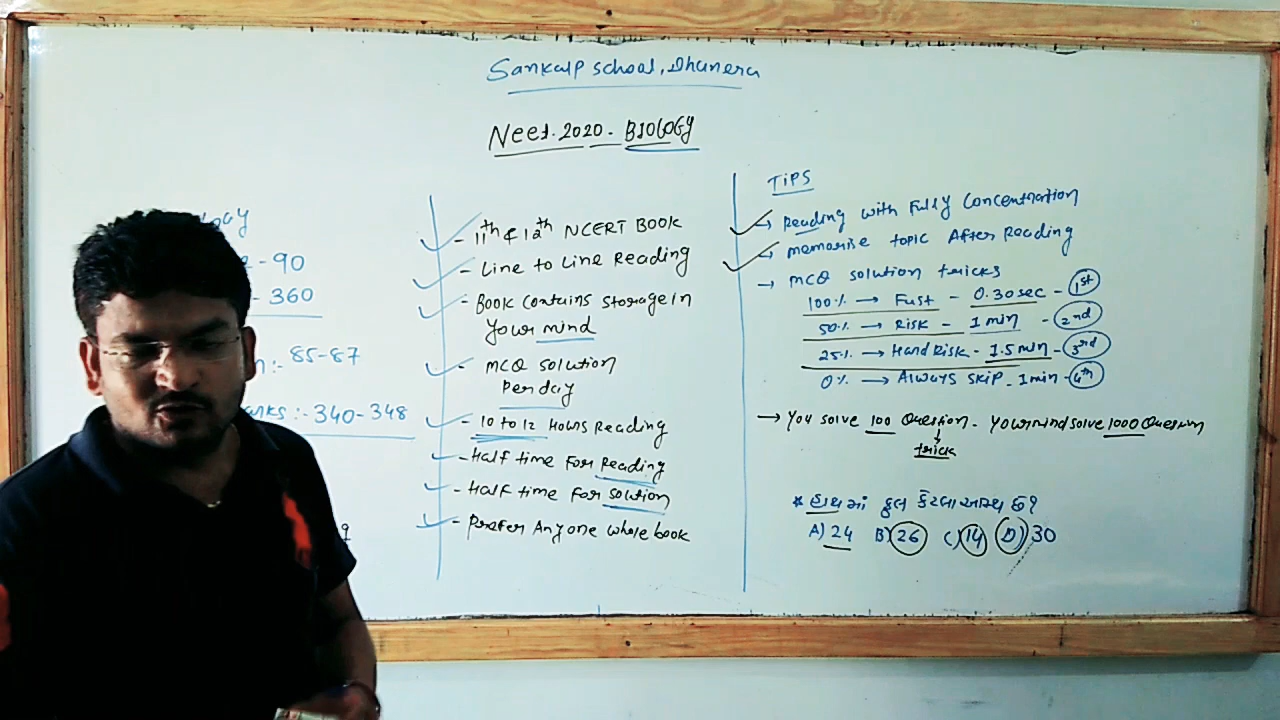 Sankalp school, Dhanera
Neet-2020 - BIOLOGY
- 90
- 360
:- 85-87
:- 340-348
- 11th & 12th NCERT BOOK
- Line to Line Reading
- Book contains storage in
your mind
- MCQ solution
Per day
- 10 to 12 Hours Reading
- Half time For Reading
- Half time For solution
- Prefer Any one whole book
TIPS
→ Reading with Fully Concentration
→ memorise topic After Reading
→ MCQ solution tricks
100% → Fast - 0.30 sec - 1st
50% → Risk - 1 min - 2nd
25% → Hard Risk - 1.5 min - 3rd
0% → Always skip - 1 min - 4th
→ You solve 100 Question - Your mind solve 1000 Question
↓
trick
* હાથમાં કુલ કેટલા છે?
A) 24 B) 26 C) 14 D) 30